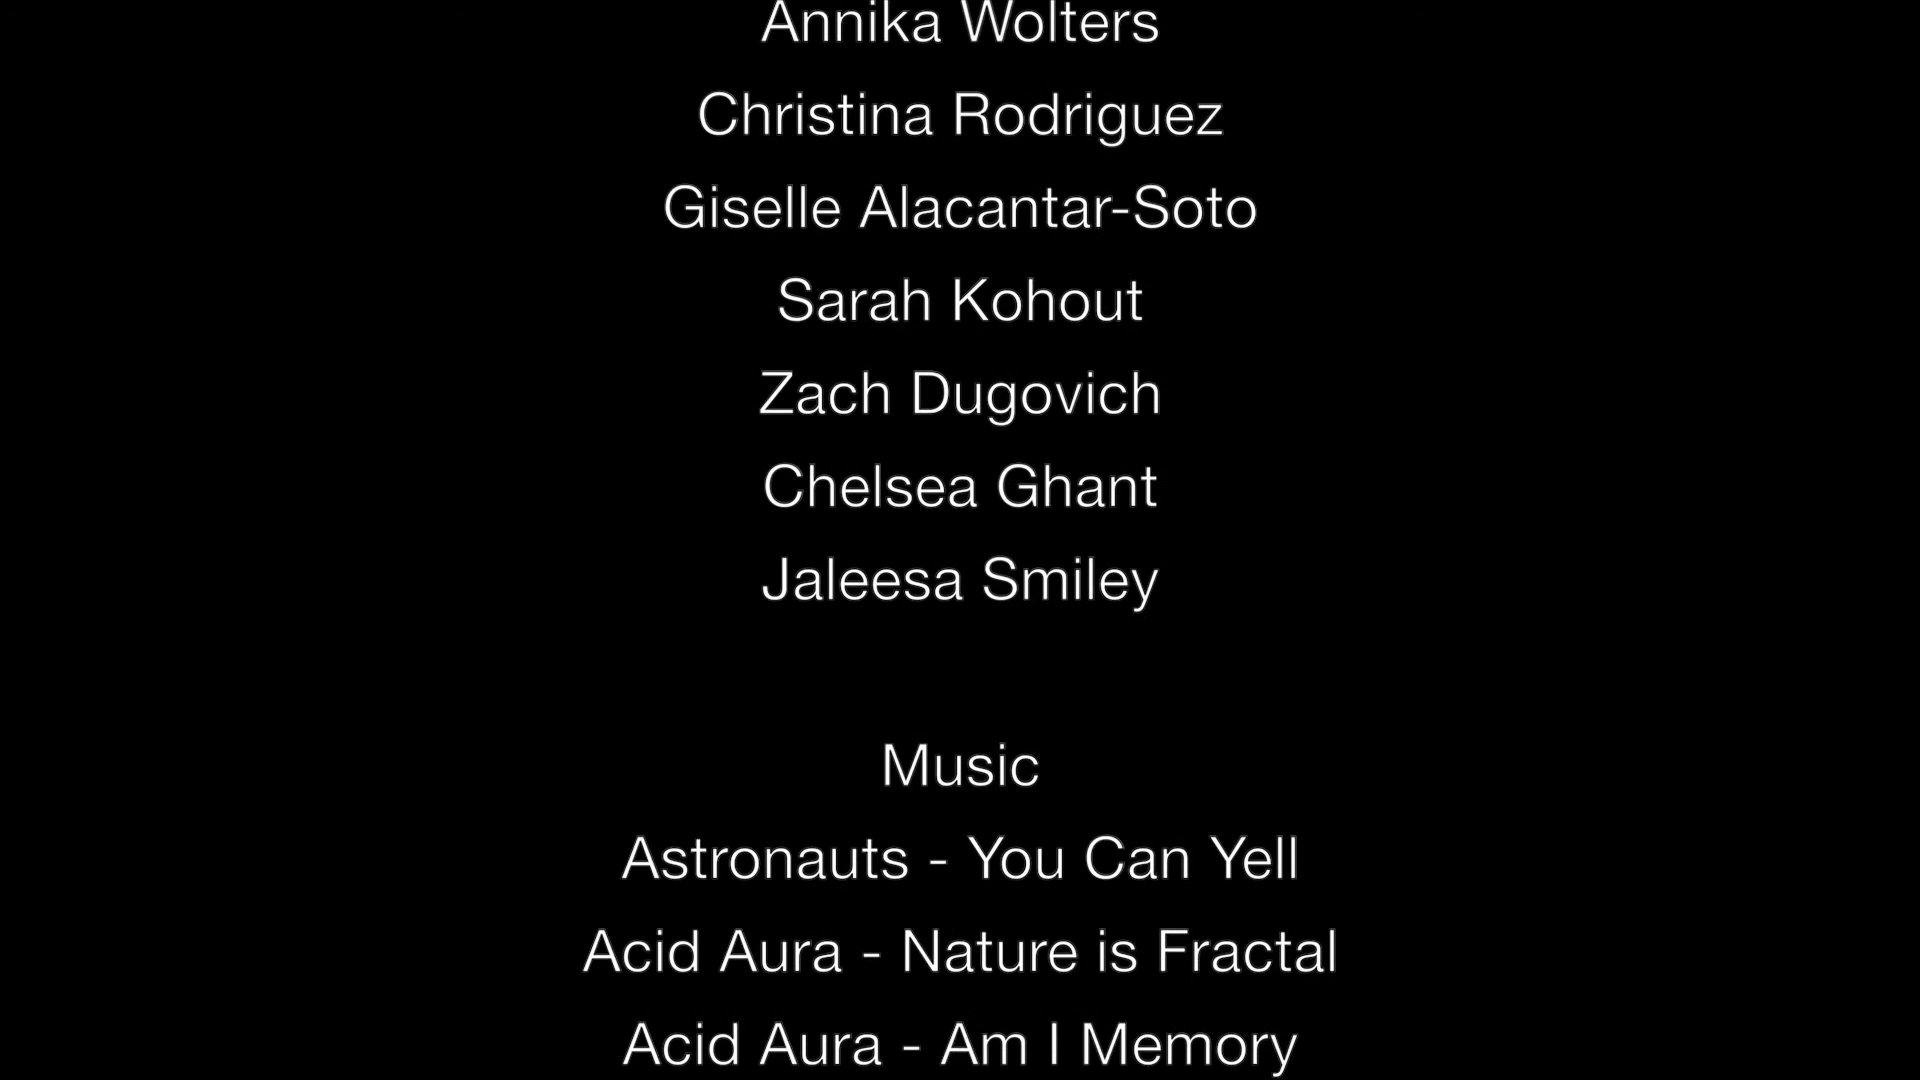 Annika Wolters
Christina Rodriguez
Giselle Alacantar-Soto
Sarah Kohout
Zach Dugovich
Chelsea Ghant
Jaleesa Smiley
Music
Astronauts - You Can Yell
Acid Aura - Nature is Fractal
Acid Aura - Am I Memory